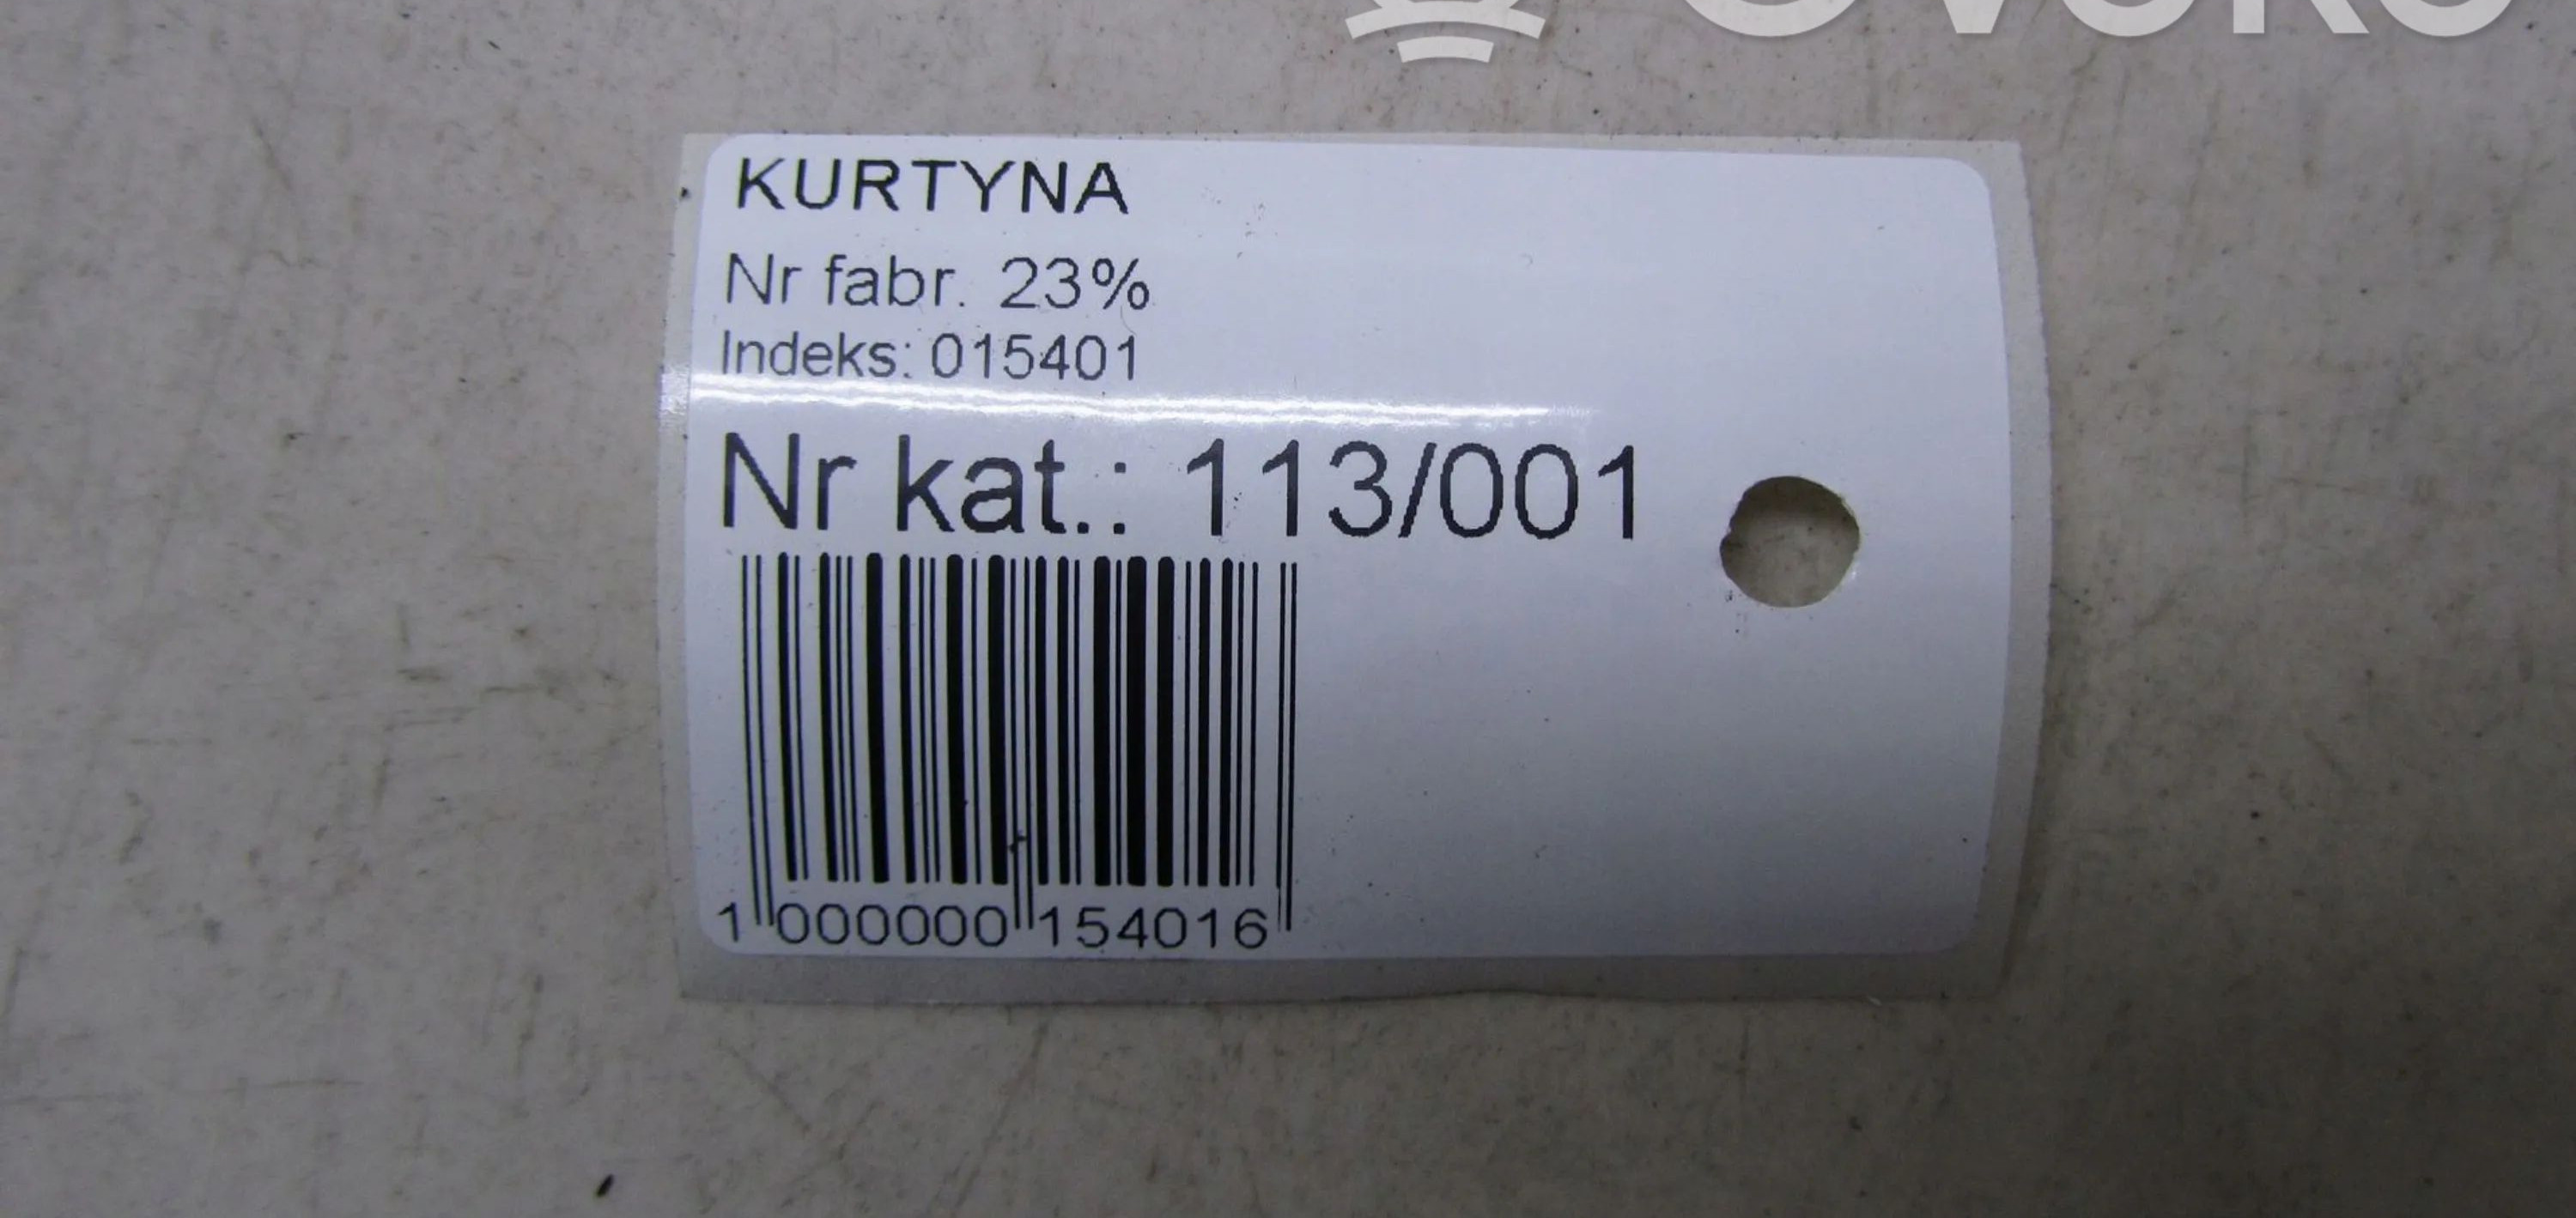 KURTYNA
Nr fabr. 23%
Indeks: 015401
Nr kat.: 113/001
1 000000 154016